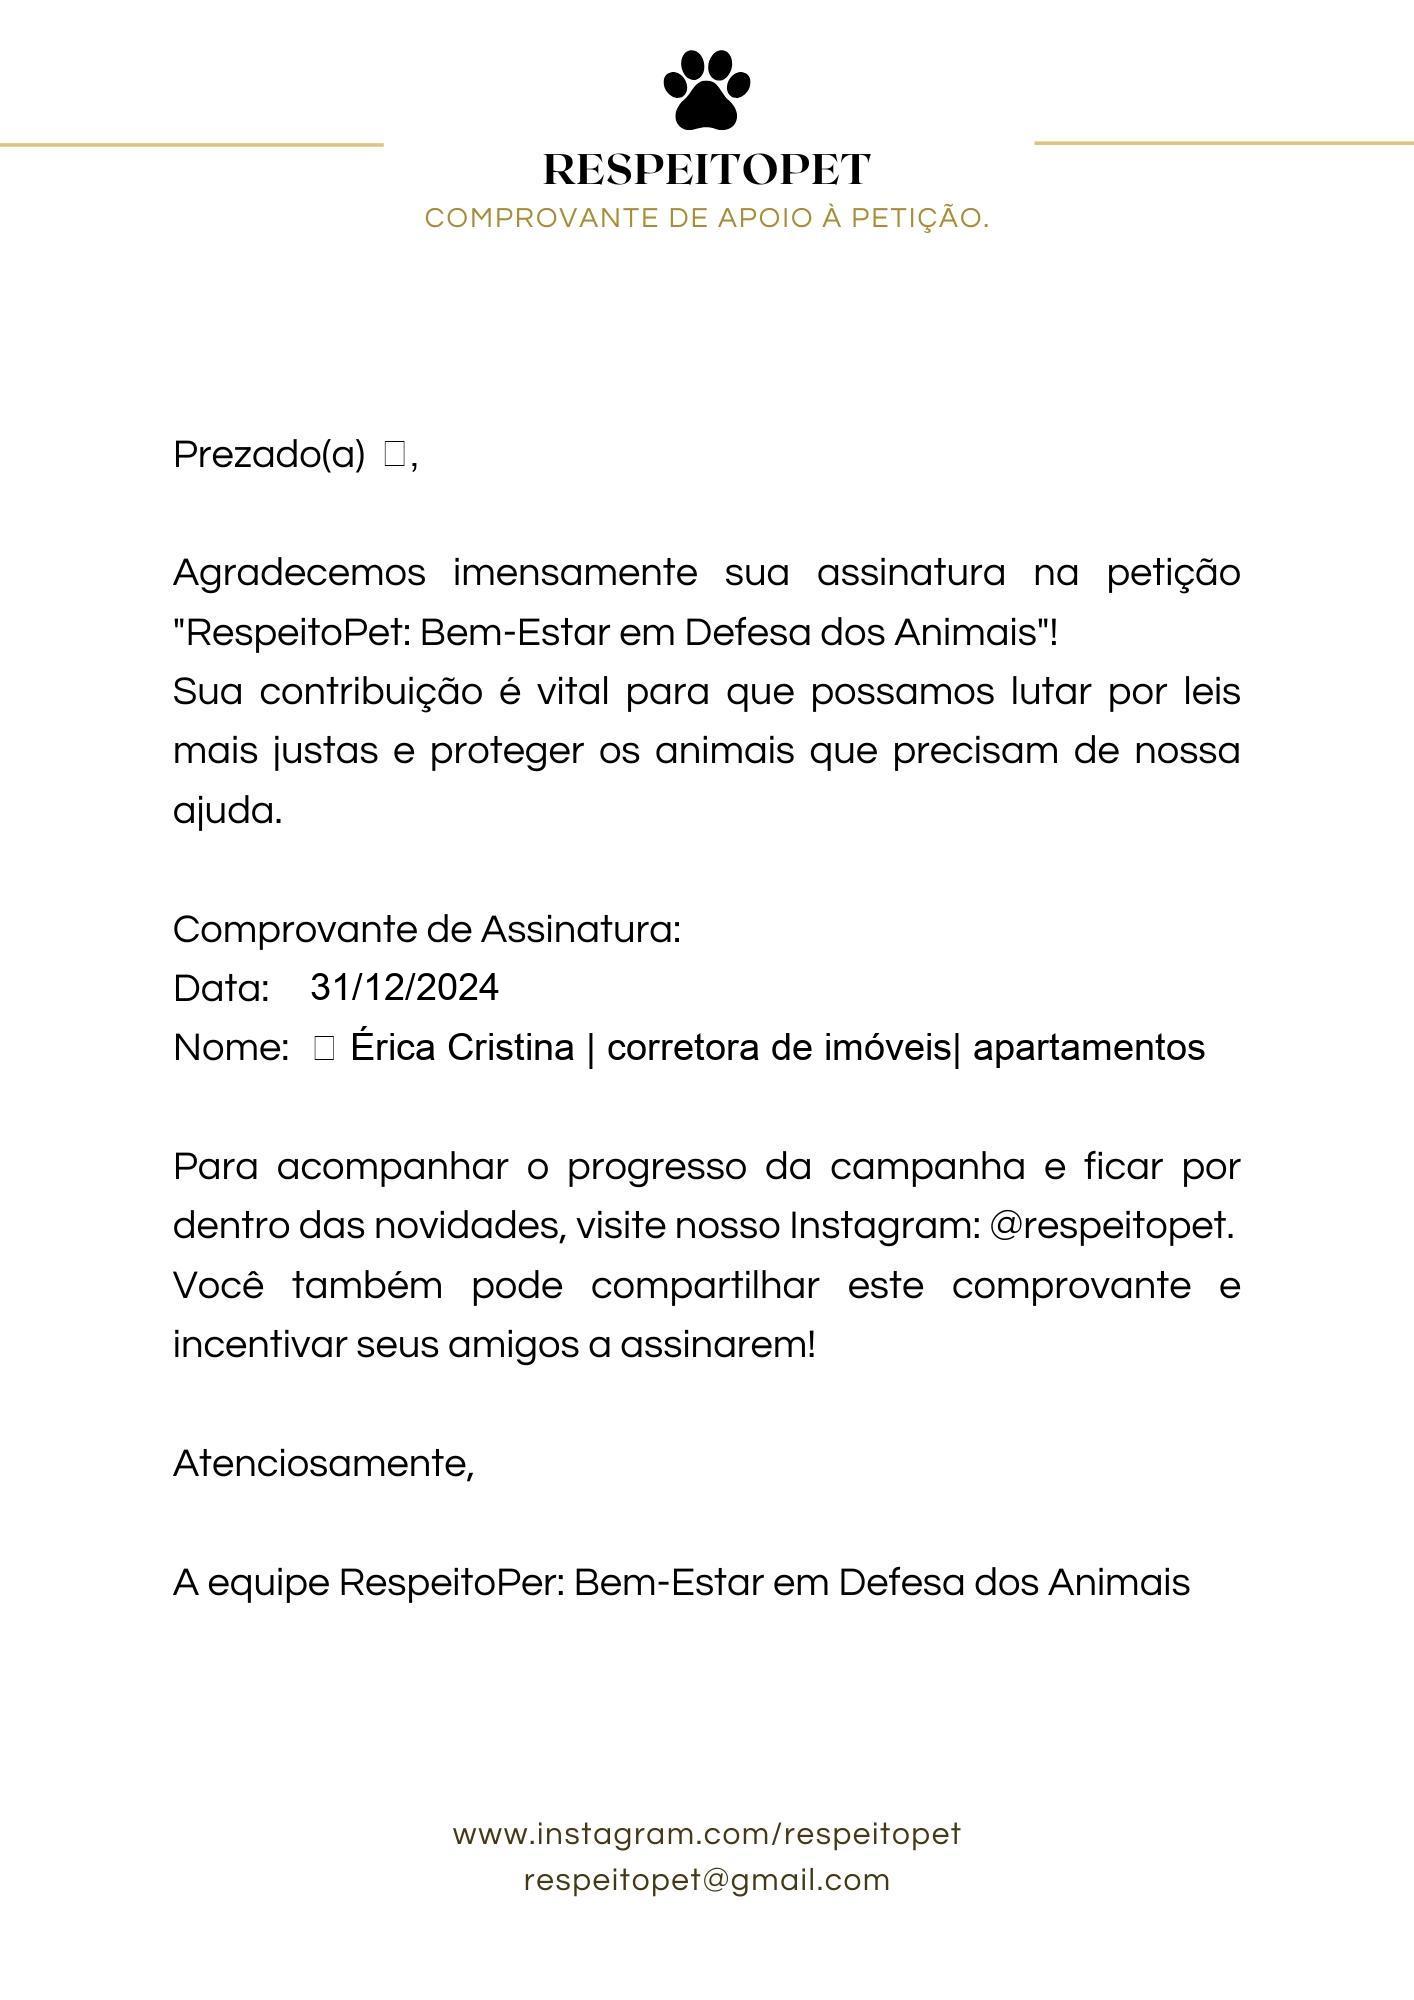 RESPEITOPET
COMPROVANTE DE APOIO À PETIÇÃO.
Prezado(a) □,
Agradecemos imensamente sua assinatura na petição
"RespeitoPet: Bem-Estar em Defesa dos Animais"!
Sua contribuição é vital para que possamos lutar por leis
mais justas e proteger os animais que precisam de nossa
ajuda.
Comprovante de Assinatura:
Data: 31/12/2024
Nome: □ Érica Cristina | corretora de imóveis| apartamentos
Para acompanhar o progresso da campanha e ficar por
dentro das novidades, visite nosso Instagram: @respeitopet.
Você também pode compartilhar este comprovante e
incentivar seus amigos a assinarem!
Atenciosamente,
A equipe RespeitoPer: Bem-Estar em Defesa dos Animais
www.instagram.com/respeitopet
respeitopet@gmail.com